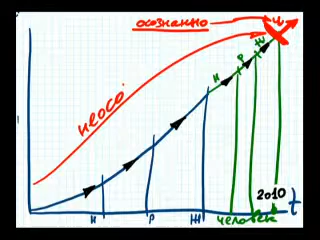 осознанно
Н
неосо
Н Р Н
2010
Н Р Н
человек
t